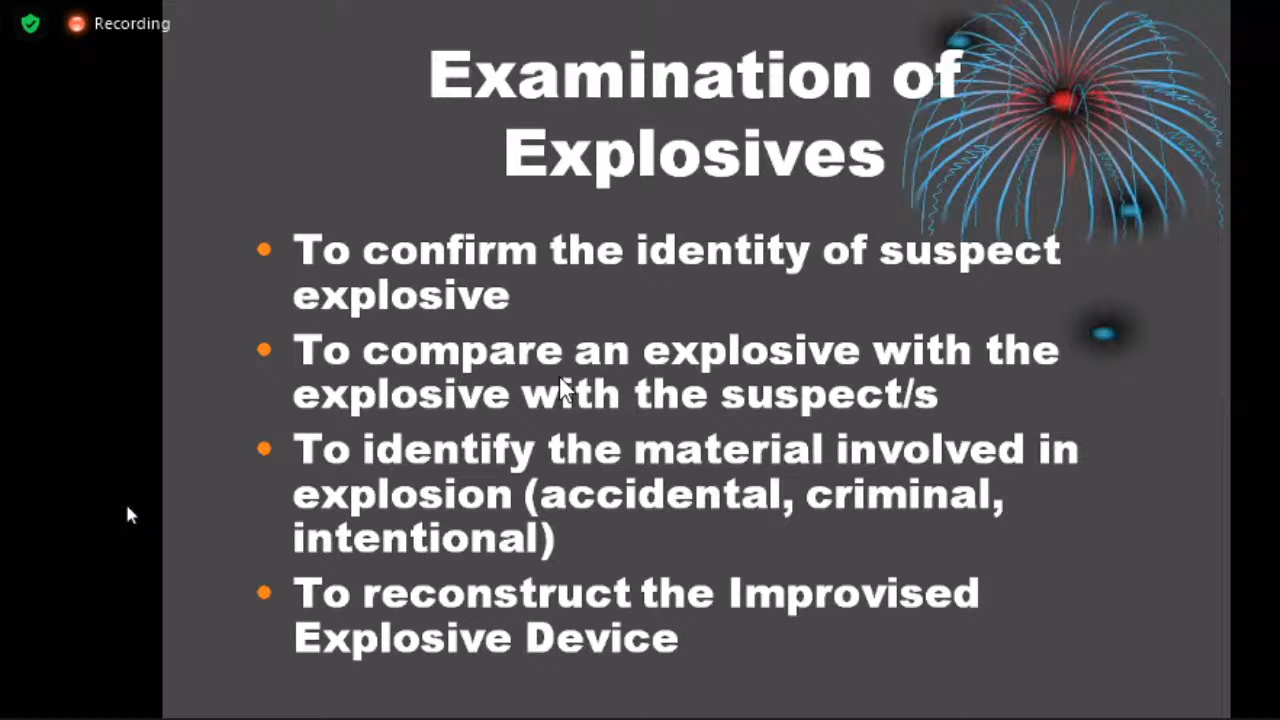 Recording
Examination of
Explosives
• To confirm the identity of suspect
explosive
• To compare an explosive with the
explosive with the suspect/s
• To identify the material involved in
explosion (accidental, criminal,
intentional)
• To reconstruct the Improvised
Explosive Device